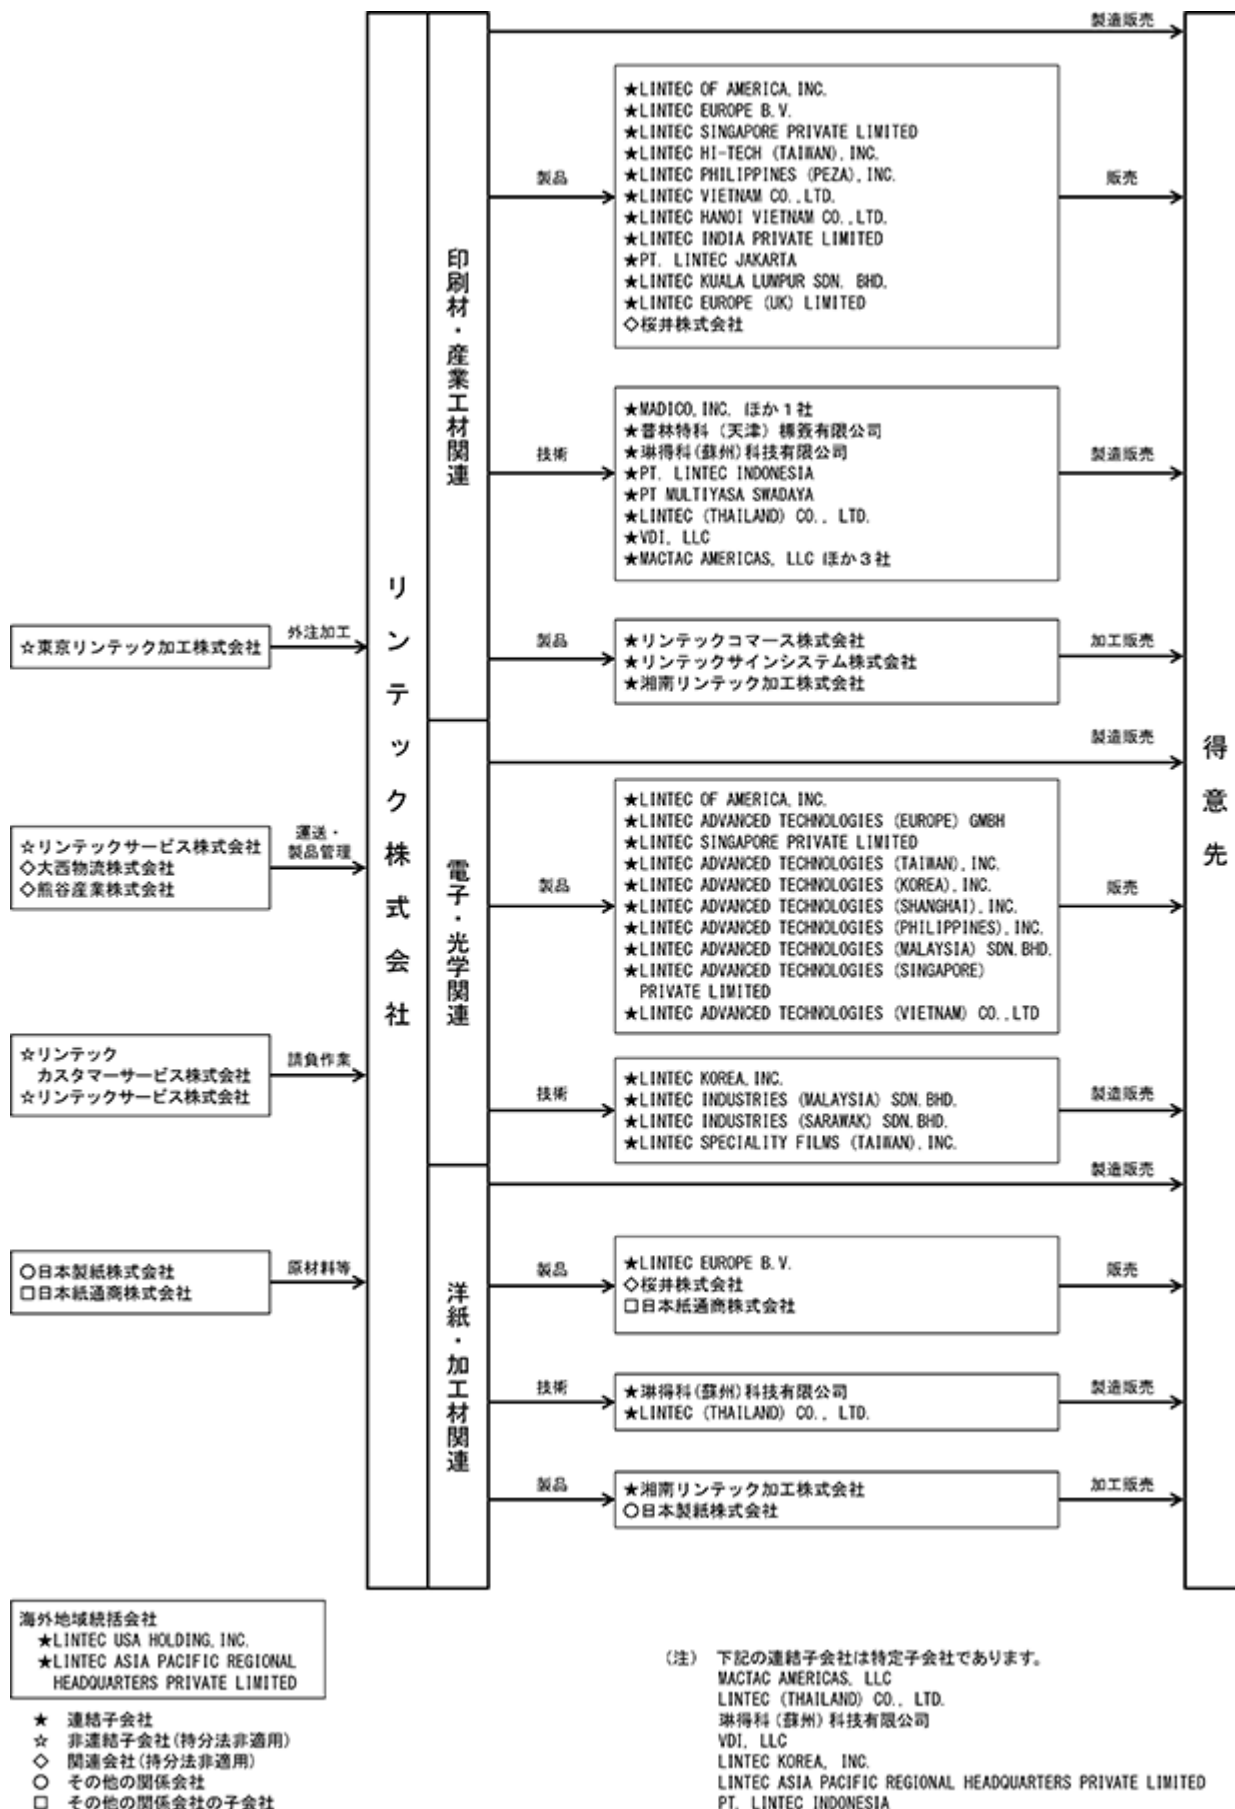 製造販売
★LINTEC OF AMERICA, INC.
★LINTEC EUROPE B.V.
★LINTEC SINGAPORE PRIVATE LIMITED
★LINTEC HI-TECH (TAIWAN), INC.
★LINTEC PHILIPPINES (PEZA), INC.
★LINTEC VIETNAM CO.,LTD.
★LINTEC HANOI VIETNAM CO.,LTD.
★LINTEC INDIA PRIVATE LIMITED
★PT. LINTEC JAKARTA
★LINTEC KUALA LUMPUR SDN. BHD.
★LINTEC EUROPE (UK) LIMITED
◇桜井株式会社
製品
販売
印刷材・産業工材関連
★MADICO, INC. ほか1社
★普林特科（天津）標簽有限公司
★琳得科(蘇州)科技有限公司
★PT. LINTEC INDONESIA
★PT MULTIYASA SWADAYA
★LINTEC (THAILAND) CO., LTD.
★VDI, LLC
★MACTAC AMERICAS, LLC ほか3社
技術
製造販売
リンテック株式会社
☆東京リンテック加工株式会社
外注加工
製品
★リンテックコマース株式会社
★リンテックサインシステム株式会社
★湘南リンテック加工株式会社
加工販売
製造販売
得意先
☆リンテックサービス株式会社
◇大西物流株式会社
◇熊谷産業株式会社
運送・
製品管理
電子・光学関連
製品
★LINTEC OF AMERICA, INC.
★LINTEC ADVANCED TECHNOLOGIES (EUROPE) GMBH
★LINTEC SINGAPORE PRIVATE LIMITED
★LINTEC ADVANCED TECHNOLOGIES (TAIWAN), INC.
★LINTEC ADVANCED TECHNOLOGIES (KOREA), INC.
★LINTEC ADVANCED TECHNOLOGIES (SHANGHAI), INC.
★LINTEC ADVANCED TECHNOLOGIES (PHILIPPINES), INC.
★LINTEC ADVANCED TECHNOLOGIES (MALAYSIA) SDN.BHD.
★LINTEC ADVANCED TECHNOLOGIES (SINGAPORE)
PRIVATE LIMITED
★LINTEC ADVANCED TECHNOLOGIES (VIETNAM) CO.,LTD
販売
☆リンテック
カスタマーサービス株式会社
☆リンテックサービス株式会社
請負作業
技術
★LINTEC KOREA, INC.
★LINTEC INDUSTRIES (MALAYSIA) SDN.BHD.
★LINTEC INDUSTRIES (SARAWAK) SDN.BHD.
★LINTEC SPECIALITY FILMS (TAIWAN), INC.
製造販売
製造販売
○日本製紙株式会社
□日本紙通商株式会社
原材料等
洋紙・加工材関連
製品
★LINTEC EUROPE B.V.
◇桜井株式会社
□日本紙通商株式会社
販売
技術
★琳得科(蘇州)科技有限公司
★LINTEC (THAILAND) CO., LTD.
製造販売
製品
★湘南リンテック加工株式会社
○日本製紙株式会社
加工販売
海外地域統括会社
★LINTEC USA HOLDING, INC.
★LINTEC ASIA PACIFIC REGIONAL
HEADQUARTERS PRIVATE LIMITED
★ 連結子会社
☆ 非連結子会社(持分法非適用)
◇ 関連会社(持分法非適用)
○ その他の関係会社
□ その他の関係会社の子会社
(注) 下記の連結子会社は特定子会社であります。
MACTAC AMERICAS, LLC
LINTEC (THAILAND) CO., LTD.
琳得科(蘇州)科技有限公司
VDI, LLC
LINTEC KOREA, INC.
LINTEC ASIA PACIFIC REGIONAL HEADQUARTERS PRIVATE LIMITED
PT. LINTEC INDONESIA